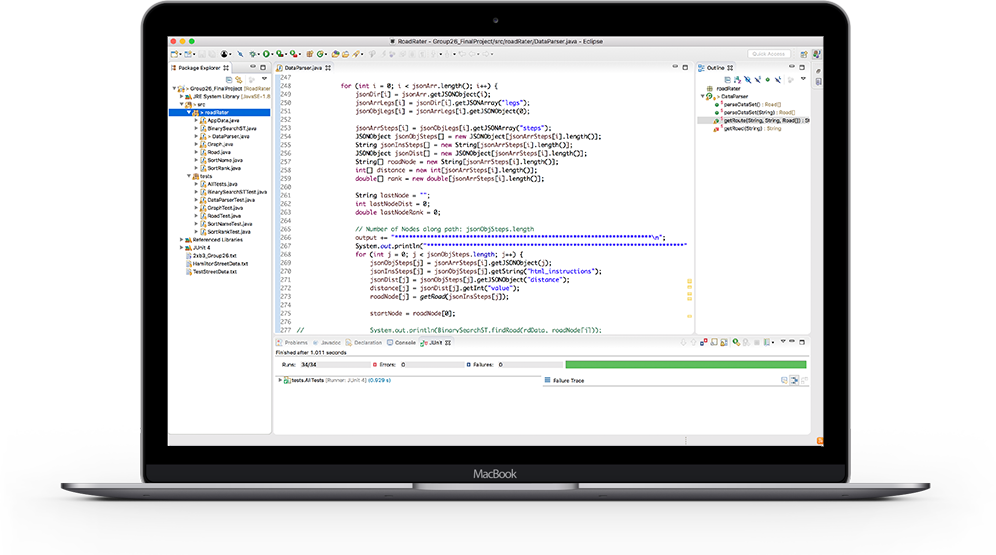 RoadRater - Group26_FinalProject/src/roadRater/DataParser.java - Eclipse
Quick Access
Package Explorer
> Group26_FinalProject [RoadRater
JRE System Library [JavaSE-1.8
> src
> roadRater
AppData.java
BinarySearchST.java
> DataParser.java
Graph.java
Road.java
SortName.java
SortRank.java
tests
AllTests.java
BinarySearchSTTest.java
DataParserTest.java
GraphTest.java
RoadTest.java
SortNameTest.java
SortRankTest.java
Referenced Libraries
JUnit 4
2xb3_Group26.txt
HamiltonStreetData.txt
TestStreetData.txt
DataParser.java
247
248 for (int i = 0; i < jsonArr.length(); i++) {
249 jsonDir[i] = jsonArr.getJSONObject(i);
250 jsonArrLegs[i] = jsonDir[i].getJSONArray("legs");
251 jsonObjLegs[i] = jsonArrLegs[i].getJSONObject(0);
252
253 jsonArrSteps[i] = jsonObjLegs[i].getJSONArray("steps");
254 JSONObject jsonObjSteps[] = new JSONObject[jsonArrSteps[i].length()];
255 String jsonInsSteps[] = new String[jsonArrSteps[i].length()];
256 JSONObject jsonDist[] = new JSONObject[jsonArrSteps[i].length()];
257 String[] roadNode = new String[jsonArrSteps[i].length()];
258 int[] distance = new int[jsonArrSteps[i].length()];
259 double[] rank = new double[jsonArrSteps[i].length()];
260
261 String lastNode = "";
262 int lastNodeDist = 0;
263 double lastNodeRank = 0;
264
265 // Number of Nodes along path: jsonObjSteps.length
266 output += "******************************************************************\n";
267 System.out.println("******************************************************************"
268 for (int j = 0; j < jsonObjSteps.length; j++) {
269 jsonObjSteps[j] = jsonArrSteps[i].getJSONObject(j);
270 jsonInsSteps[j] = jsonObjSteps[j].getString("html_instructions");
271 jsonDist[j] = jsonObjSteps[j].getJSONObject("distance");
272 distance[j] = jsonDist[j].getInt("value");
273 roadNode[j] = getRoad(jsonInsSteps[j]);
274
275 startNode = roadNode[0];
276
277 // System.out.println(BinarySearchST.findRoad(rdData, roadNode[j]));
Outline
roadRater
> DataParser
parseDataSet() : Road[]
parseDataSet(String) : Road[]
getRoute(String, String, Road[]) : St
getRoad(String) : String
Problems Javadoc Declaration Console JUnit
Finished after 1.011 seconds
Runs: 34/34 Errors: 0 Failures: 0
tests.AllTests [Runner: JUnit 4] (0.929 s)
Failure Trace
MacBook